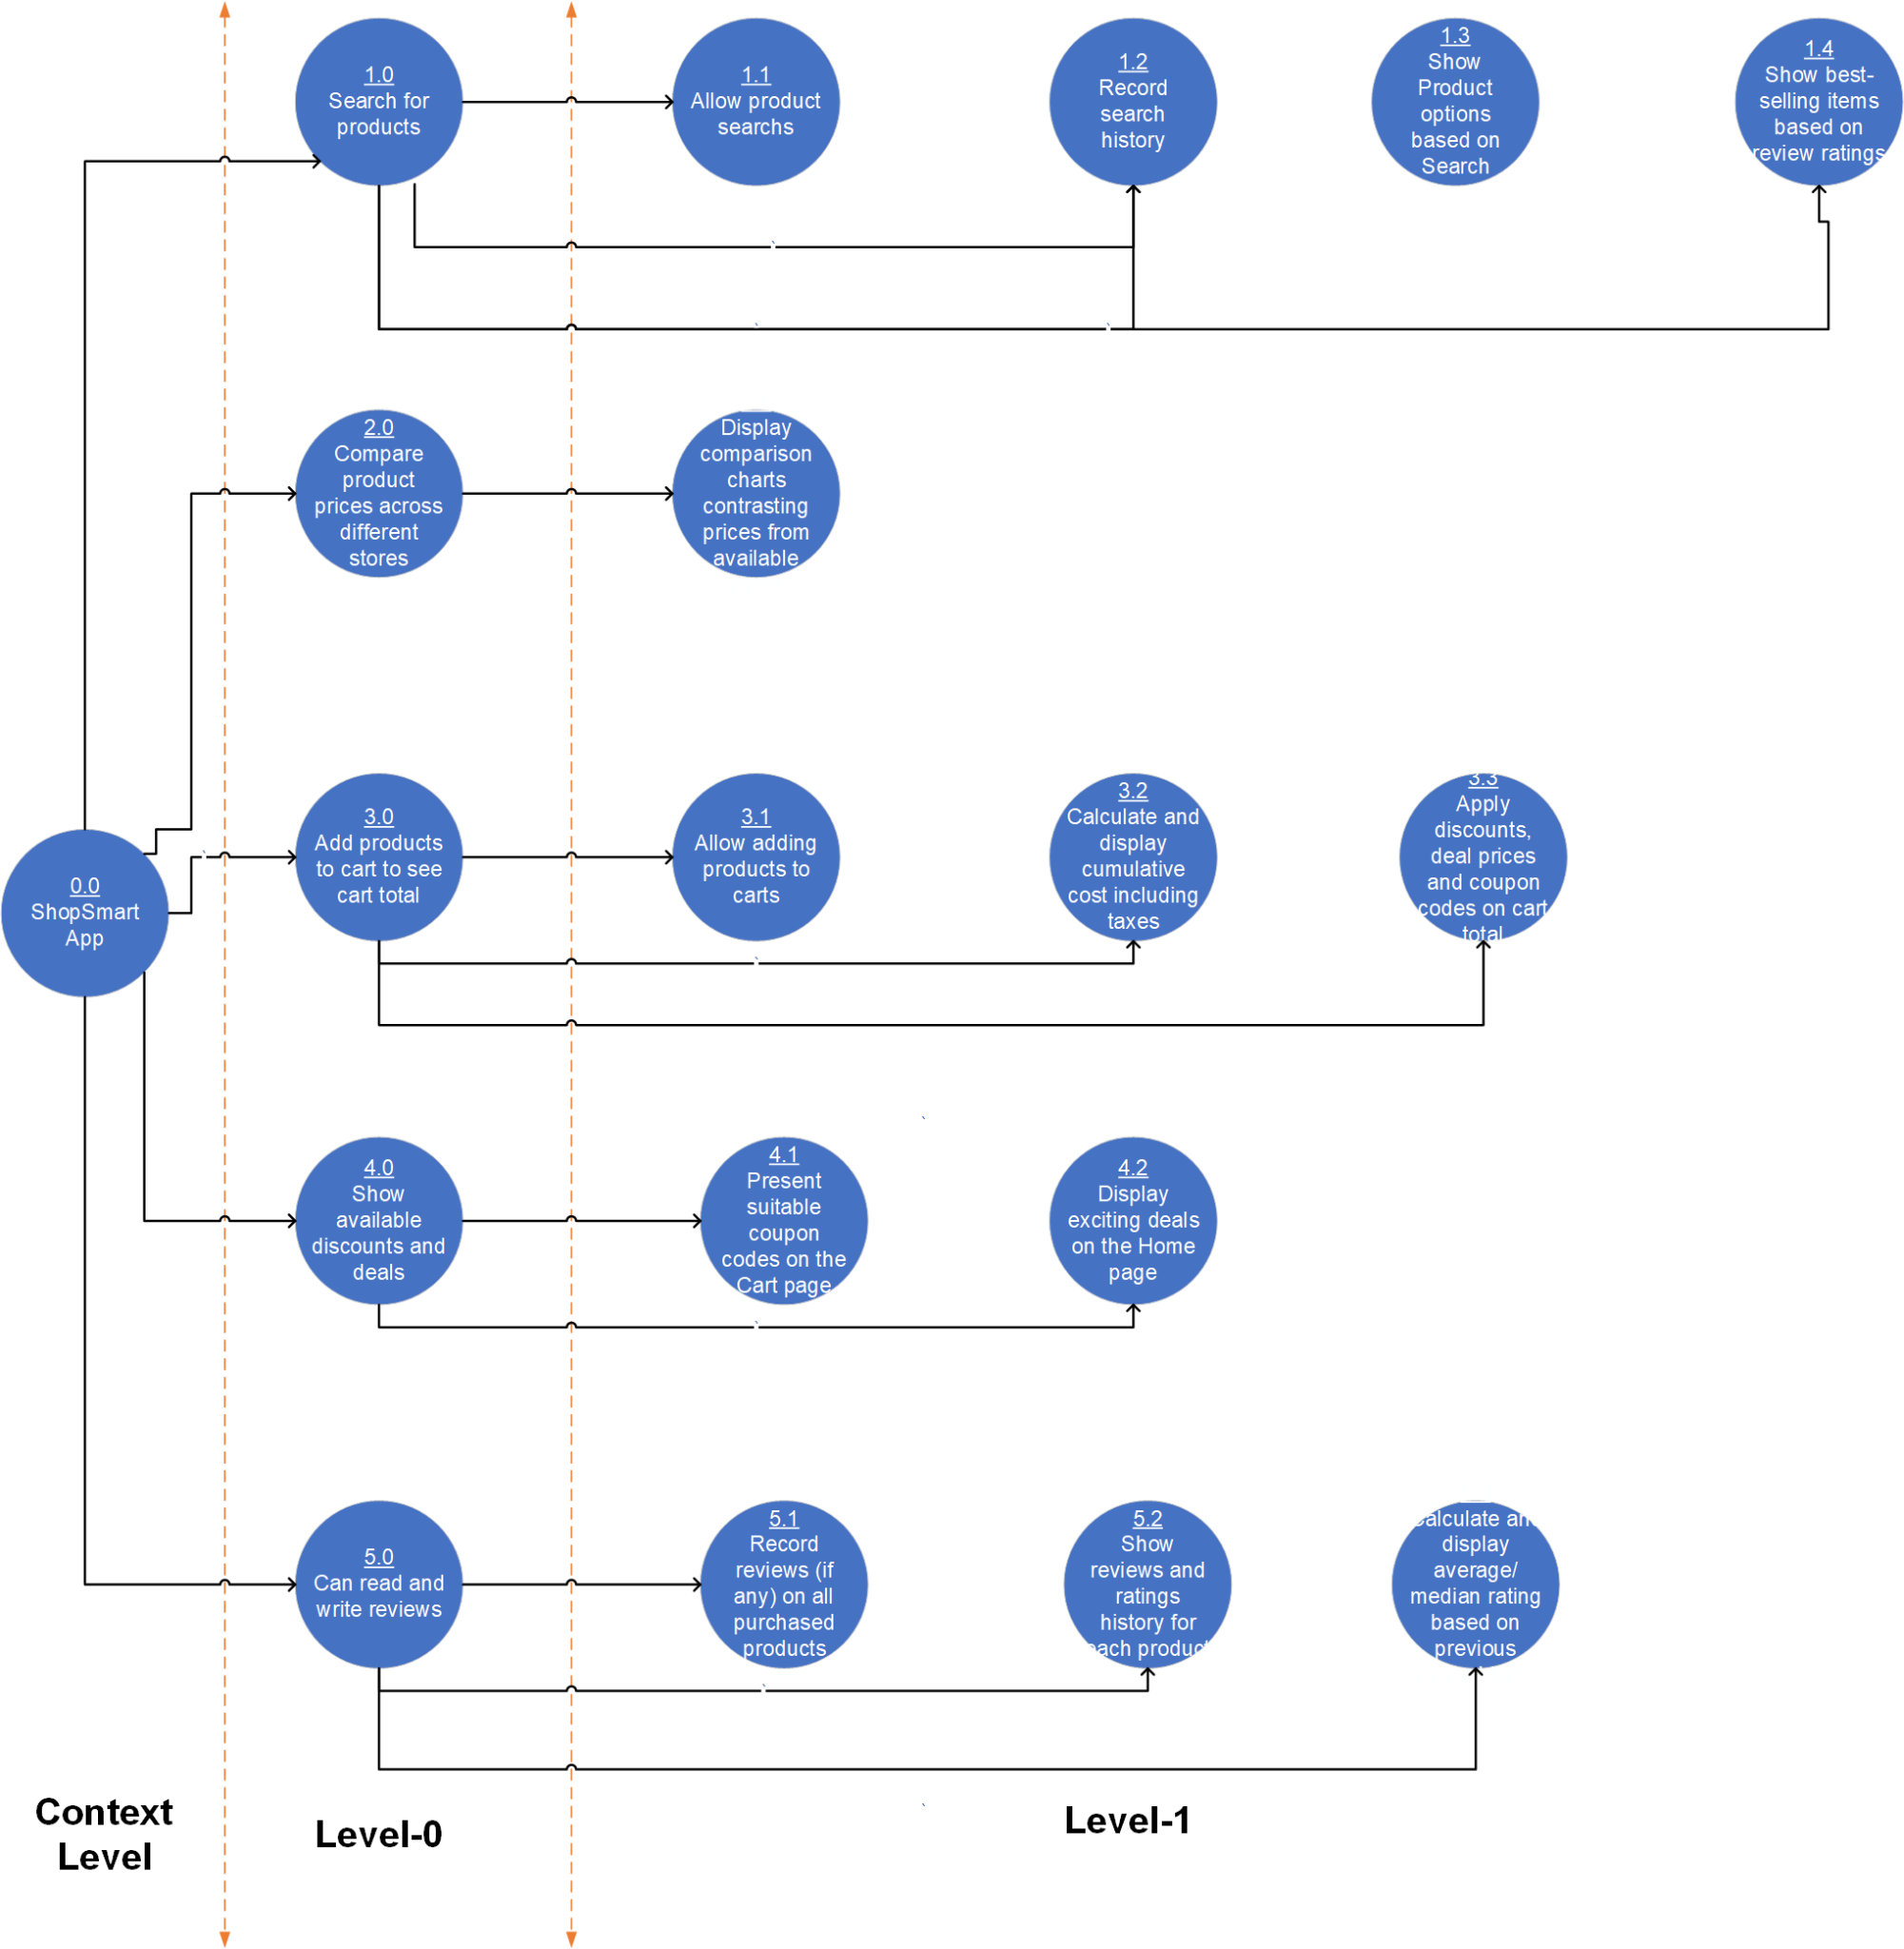 1.0
Search for
products
1.1
Allow product
searchs
1.2
Record
search
history
1.3
Show
Product
options
based on
Search
1.4
Show best-
selling items
based on
review ratings
2.0
Compare
product
prices across
different
stores
Display
comparison
charts
contrasting
prices from
available
0.0
ShopSmart
App
3.0
Add products
to cart to see
cart total
3.1
Allow adding
products to
carts
3.2
Calculate and
display
cumulative
cost including
taxes
3.3
Apply
discounts,
deal prices
and coupon
codes on cart
total
4.0
Show
available
discounts and
deals
4.1
Present
suitable
coupon
codes on the
Cart page
4.2
Display
exciting deals
on the Home
page
5.0
Can read and
write reviews
5.1
Record
reviews (if
any) on all
purchased
products
5.2
Show
reviews and
ratings
history for
each product
Calculate and
display
average/
median rating
based on
previous
Context
Level
Level-0
Level-1